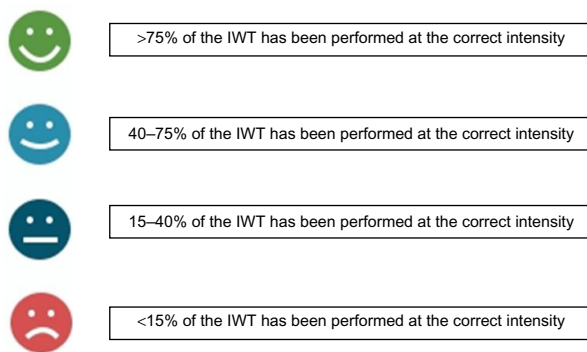 >75% of the IWT has been performed at the correct intensity
40–75% of the IWT has been performed at the correct intensity
15–40% of the IWT has been performed at the correct intensity
<15% of the IWT has been performed at the correct intensity